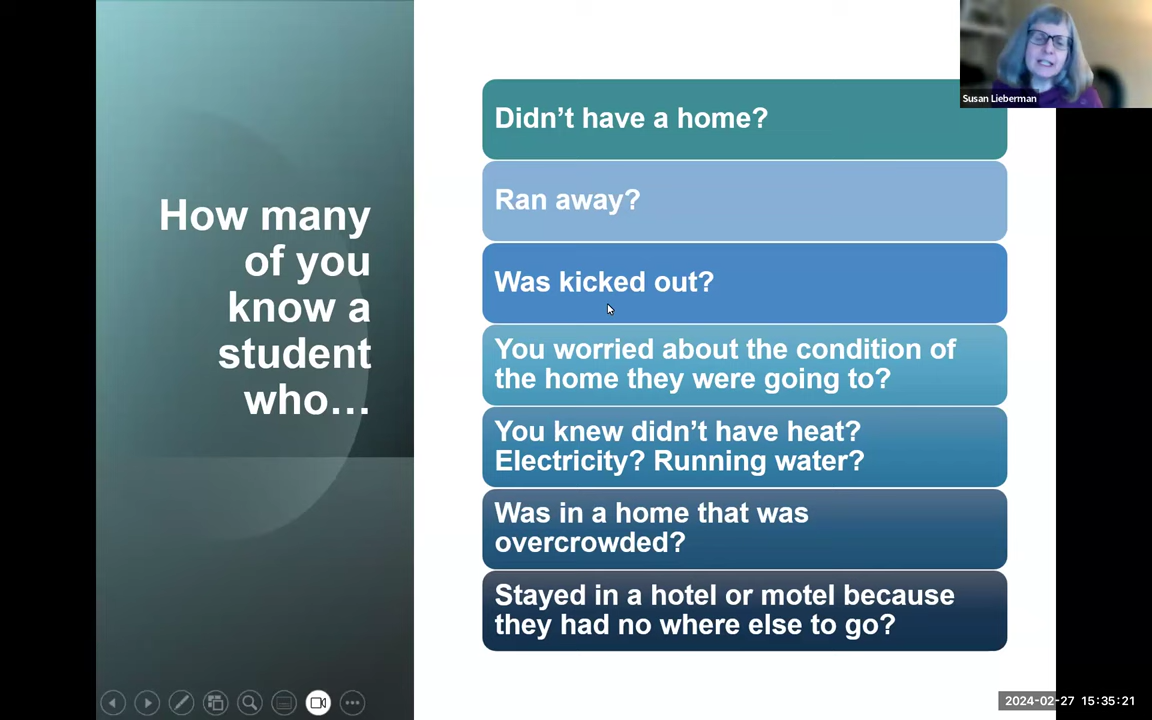 How many
of you
know a
student
who…
Didn’t have a home?
Ran away?
Was kicked out?
You worried about the condition of
the home they were going to?
You knew didn’t have heat?
Electricity? Running water?
Was in a home that was
overcrowded?
Stayed in a hotel or motel because
they had no where else to go?
Susan Lieberman
2024-02-27 15:35:21